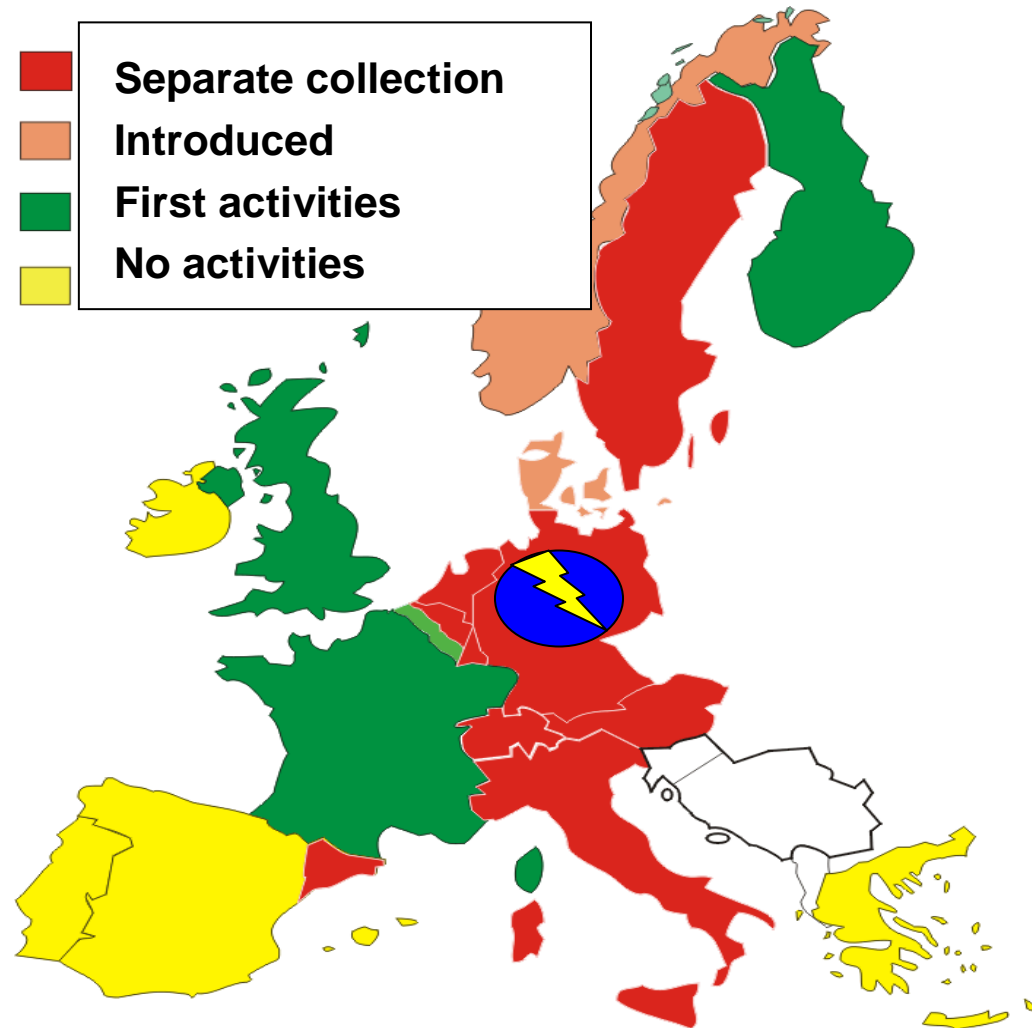 Separate collection
Introduced
First activities
No activities